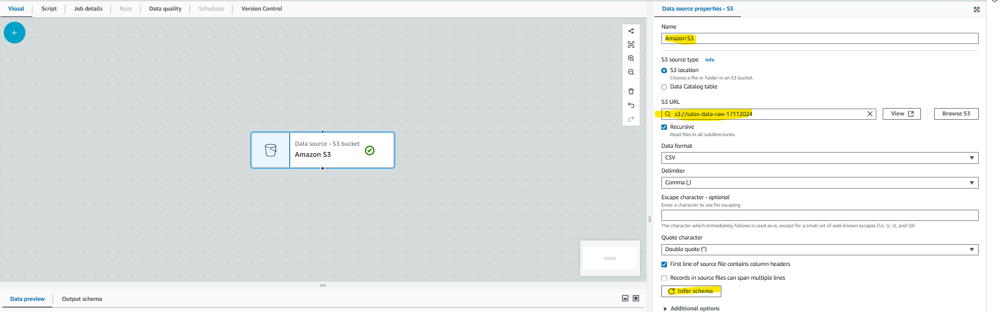 Visual Script Job details Runs Data quality Schedules Version Control
+
Data source - S3 bucket
Amazon S3
Data preview Output schema
Data source properties - S3
Name
Amazon S3
S3 source type Info
S3 location
Choose a file or folder in an S3 bucket.
Data Catalog table
S3 URL
s3://sales-data-raw-17112024 View Browse S3
Recursive
Read files in all subdirectories.
Data format
CSV
Delimiter
Comma (,)
Escape character - optional
Enter a character to use for escaping
The character which immediately follows is used as-is, except for a small set of well-known escapes (\n, \r, \t, and \0)
Quote character
Double quote (")
First line of source file contains column headers
Records in source files can span multiple lines
Infer schema
Additional options